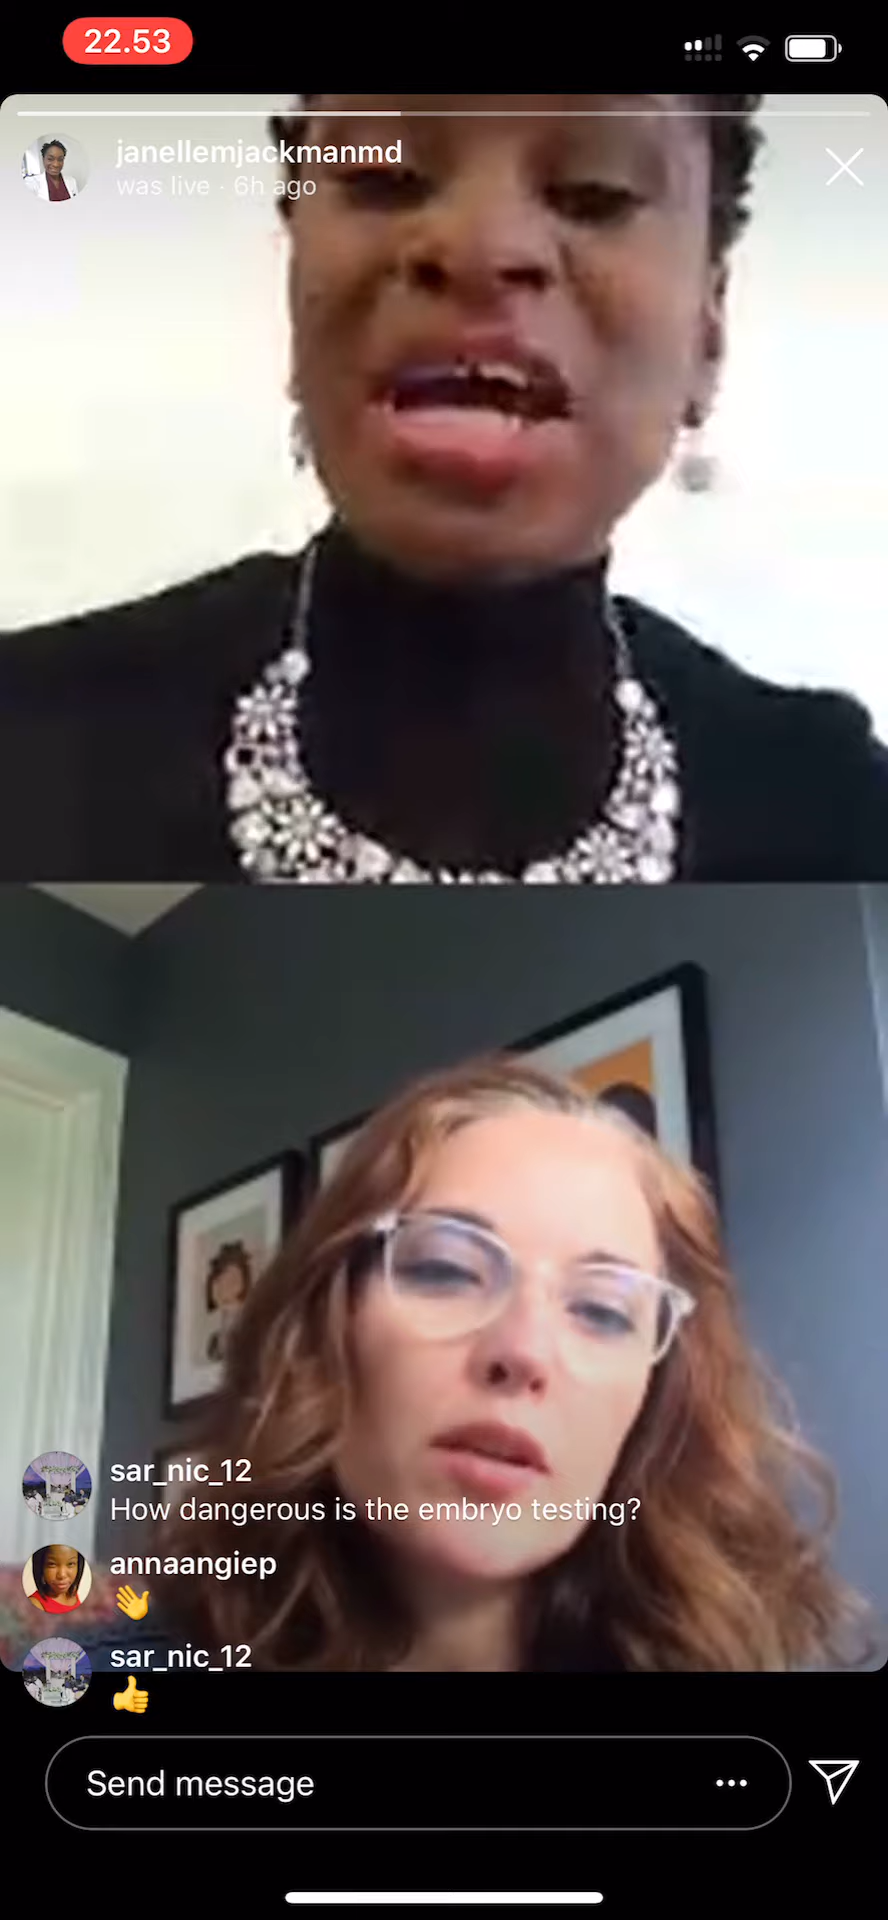 22.53
janellemjackmanmd
was live · 6h ago
sar_nic_12
How dangerous is the embryo testing?
annaangiep
👋
sar_nic_12
👍
Send message